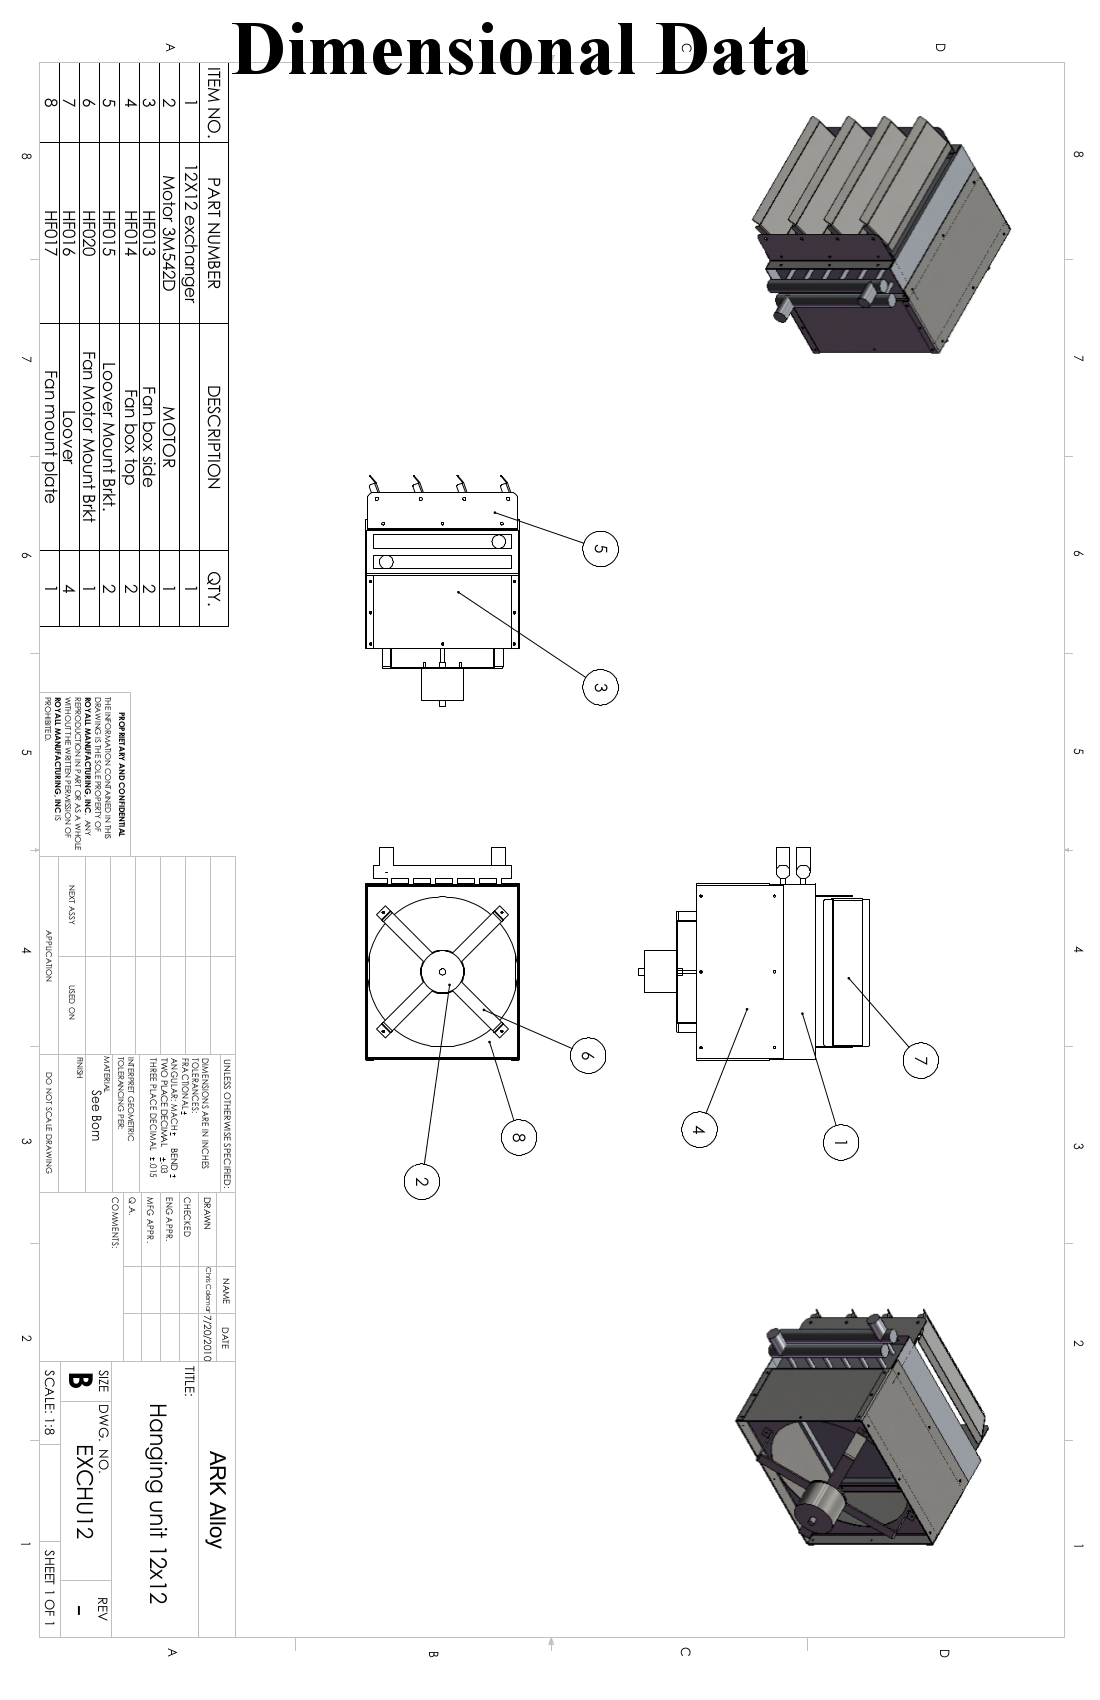 Dimensional Data
ITEM NO. PART NUMBER DESCRIPTION QTY.
1 12X12 exchanger 1
2 Motor 3M542D MOTOR 1
3 HF013 Fan box side 2
4 HF014 Fan box top 2
5 HF015 Loover Mount Brkt. 2
6 HF020 Fan Motor Mount Brkt 1
7 HF016 Loover 4
8 HF017 Fan mount plate 1
8 7 6 5 4 3 2 1
8 7 6 5 4 3 2 1
D C A
D C B A
5
3
7
1
4
6
8
2
PROPRIETARY AND CONFIDENTIAL
THE INFORMATION CONTAINED IN THIS
DRAWING IS THE SOLE PROPERTY OF
ROYALL MANUFACTURING, INC. ANY
REPRODUCTION IN PART OR AS A WHOLE
WITHOUT THE WRITTEN PERMISSION OF
ROYALL MANUFACTURING, INC IS
PROHIBITED.
NEXT ASSY USED ON
APPLICATION
UNLESS OTHERWISE SPECIFIED:
DIMENSIONS ARE IN INCHES
TOLERANCES:
FRACTIONAL ±
ANGULAR: MACH ± BEND ±
TWO PLACE DECIMAL ±.03
THREE PLACE DECIMAL ±.015
INTERPRET GEOMETRIC
TOLERANCING PER:
MATERIAL
See Bom
FINISH
DO NOT SCALE DRAWING
NAME DATE
DRAWN Chris Coleman 7/20/2010
CHECKED
ENG APPR.
MFG APPR.
Q.A.
COMMENTS:
ARK Alloy
TITLE:
Hanging unit 12x12
SIZE DWG. NO. REV
B EXCHU12 -
SCALE: 1:8 SHEET 1 OF 1